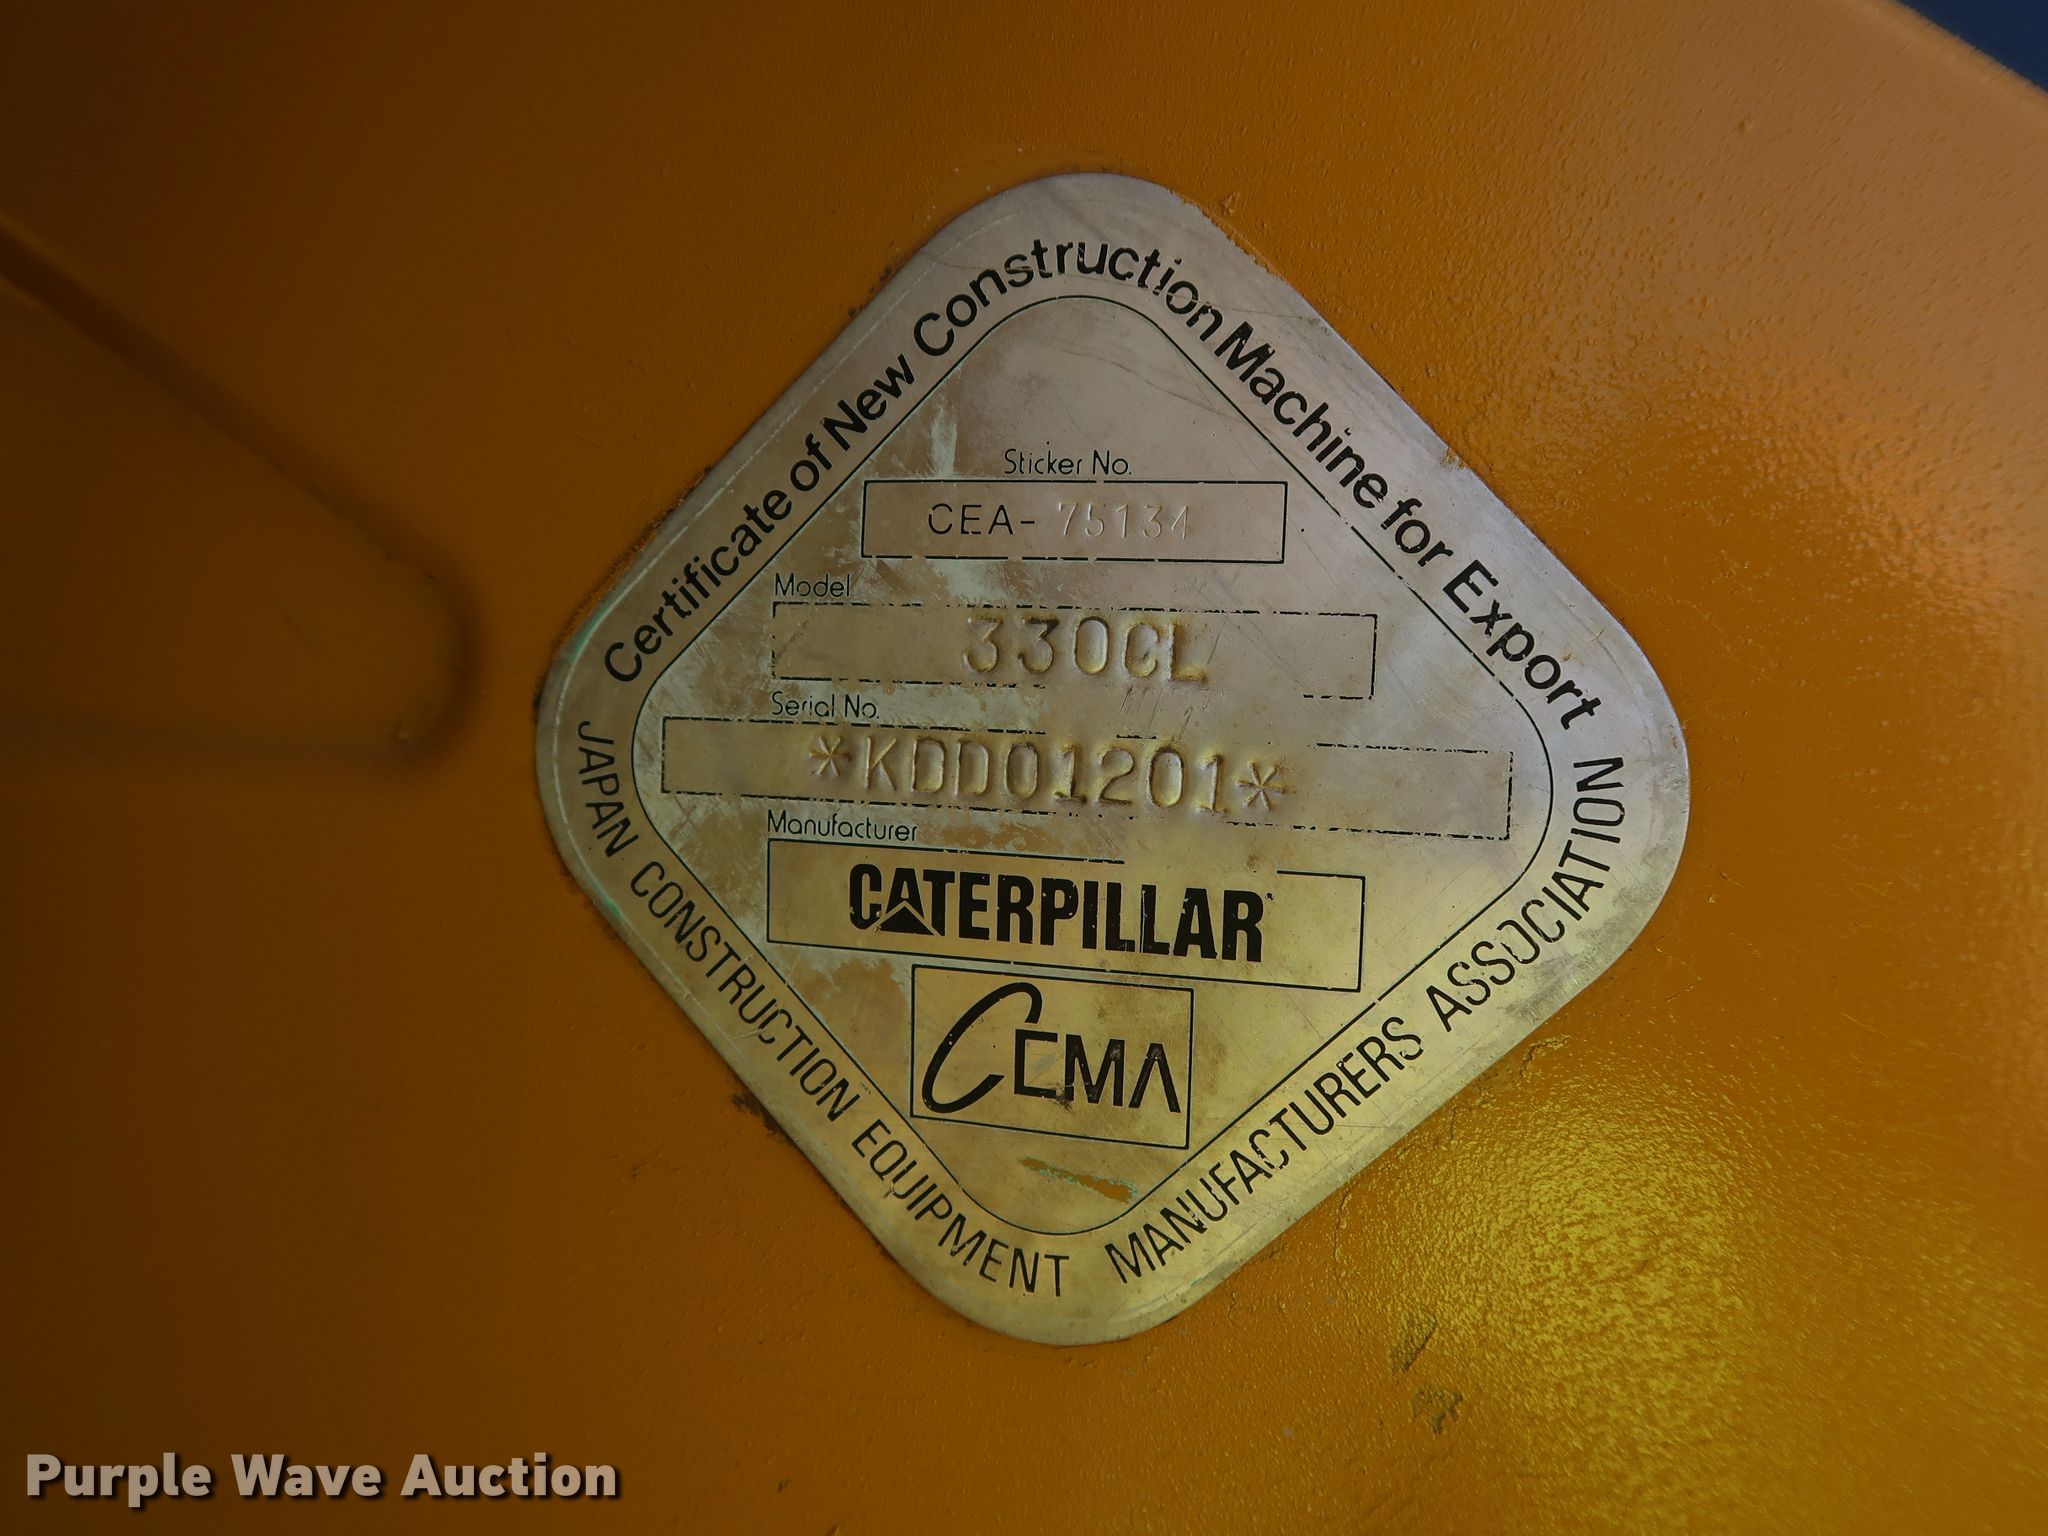 Certificate of New Construction Machine for Export
Sticker No.
CEA- 75134
Model
330CL
Serial No.
*KDD01201*
Manufacturer
CATERPILLAR
CEMA
JAPAN CONSTRUCTION EQUIPMENT MANUFACTURERS ASSOCIATION
Purple Wave Auction